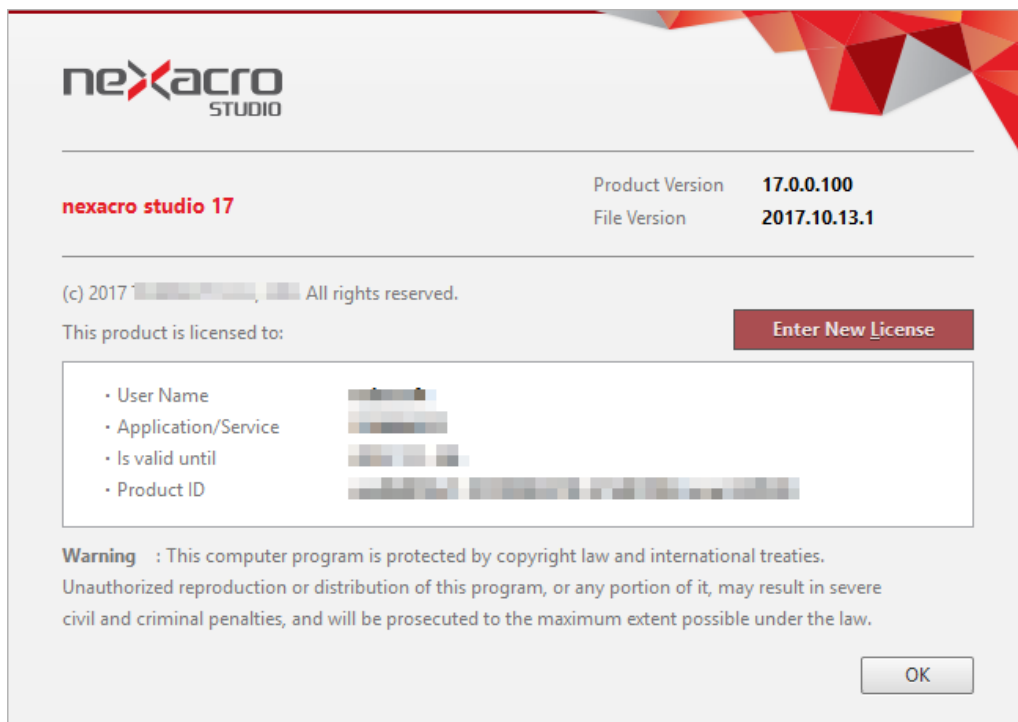 nexacro
STUDIO
nexacro studio 17
Product Version 17.0.0.100
File Version 2017.10.13.1
(c) 2017 All rights reserved.
This product is licensed to:
Enter New License
· User Name
· Application/Service
· Is valid until
· Product ID
Warning : This computer program is protected by copyright law and international treaties.
Unauthorized reproduction or distribution of this program, or any portion of it, may result in severe
civil and criminal penalties, and will be prosecuted to the maximum extent possible under the law.
OK